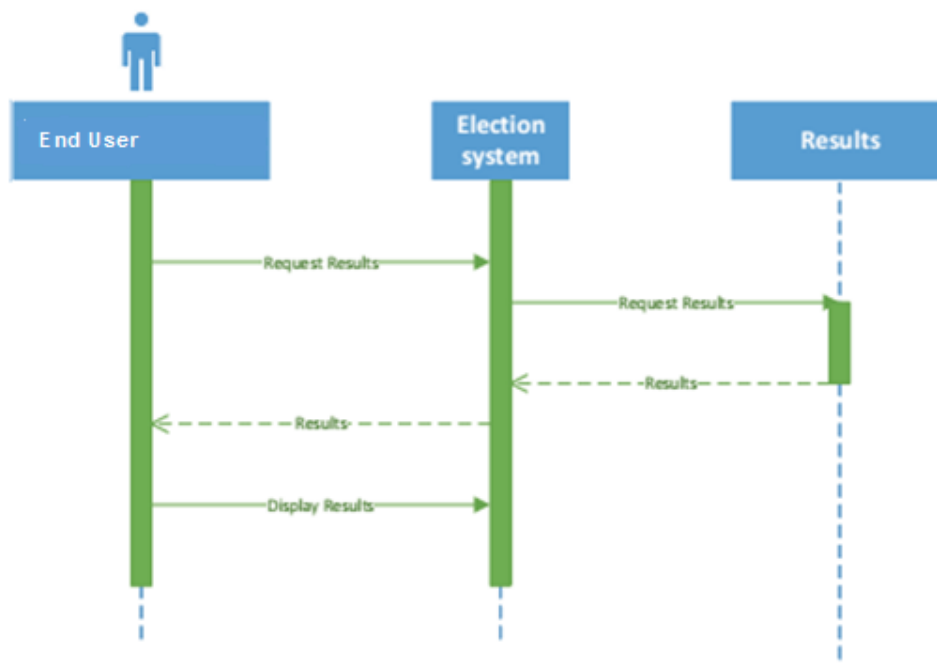 End User
Election
system
Results
Request Results
Request Results
Results
Results
Display Results